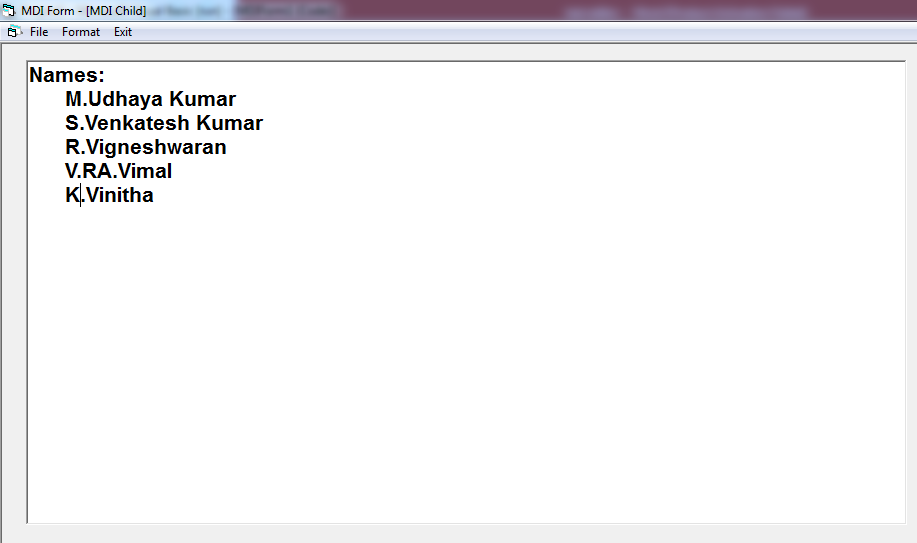 MDI Form - [MDI Child]
File Format Exit
Names:
M.Udhaya Kumar
S.Venkatesh Kumar
R.Vigneshwaran
V.RA.Vimal
K.Vinitha